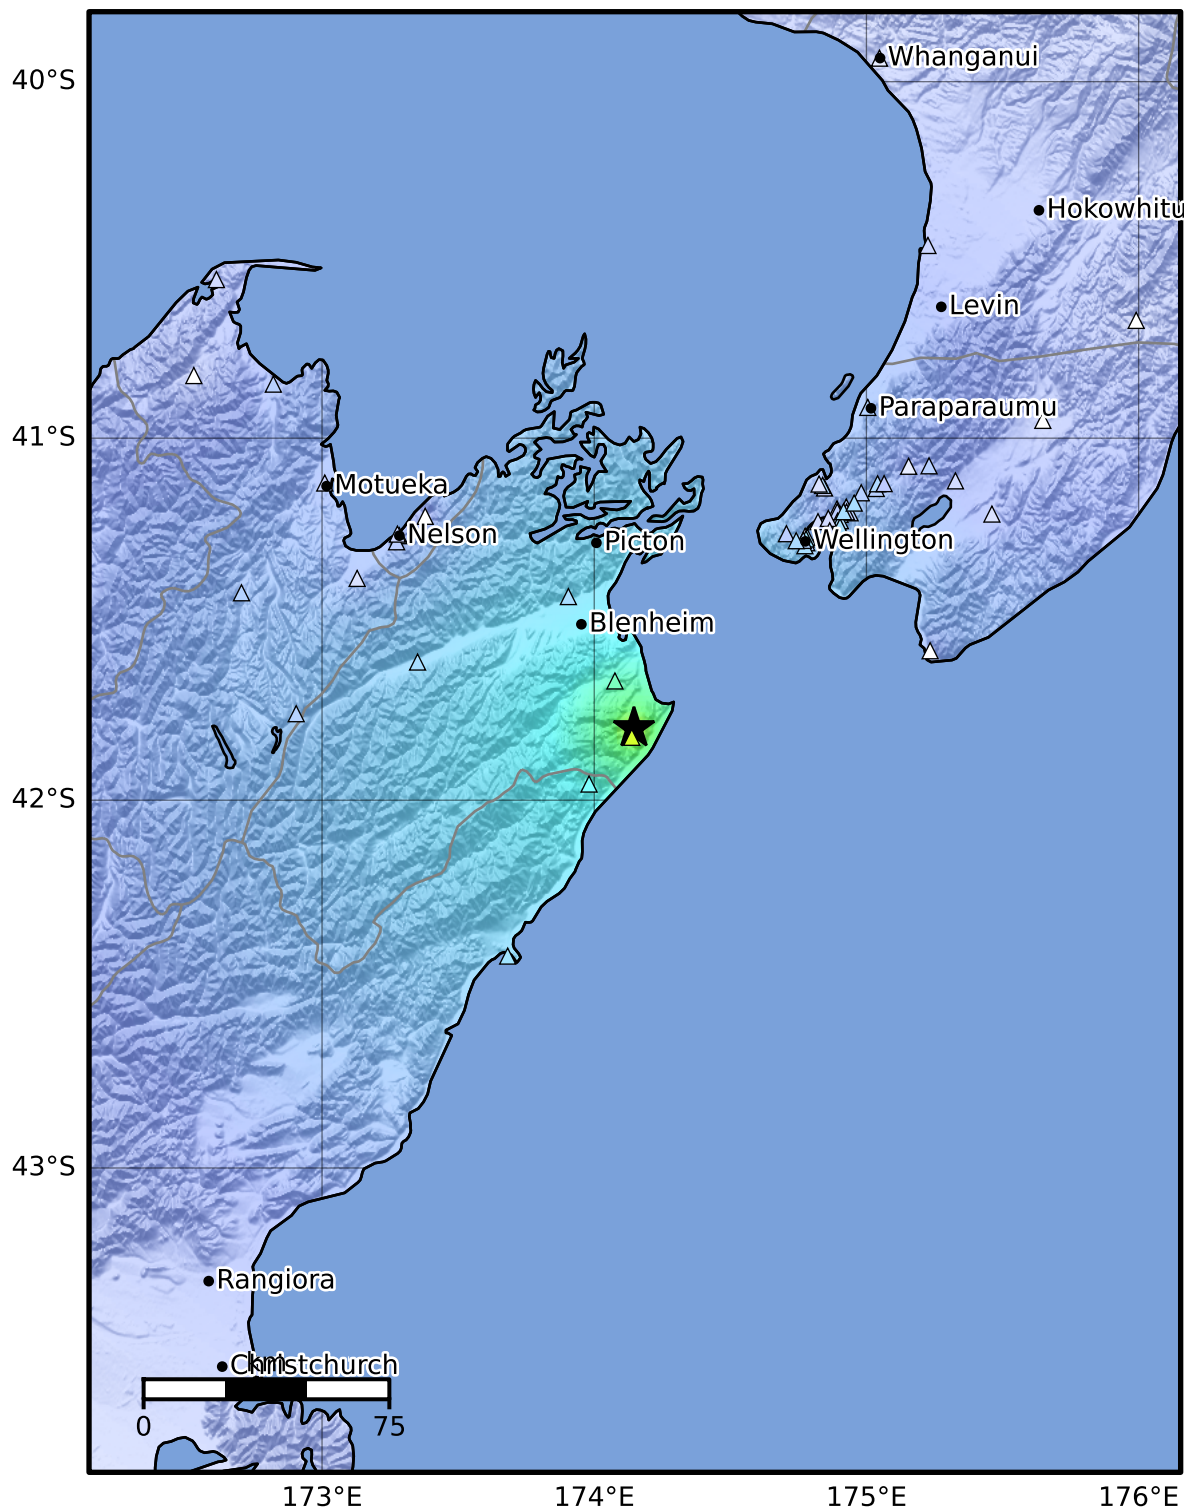 Whanganui
40°S
Hokowhitu
Levin
Paraparaumu
41°S
Motueka
Nelson
Picton
Wellington
Blenheim
42°S
43°S
Rangiora
km
Christchurch
0
75
173°E
174°E
175°E
176°E